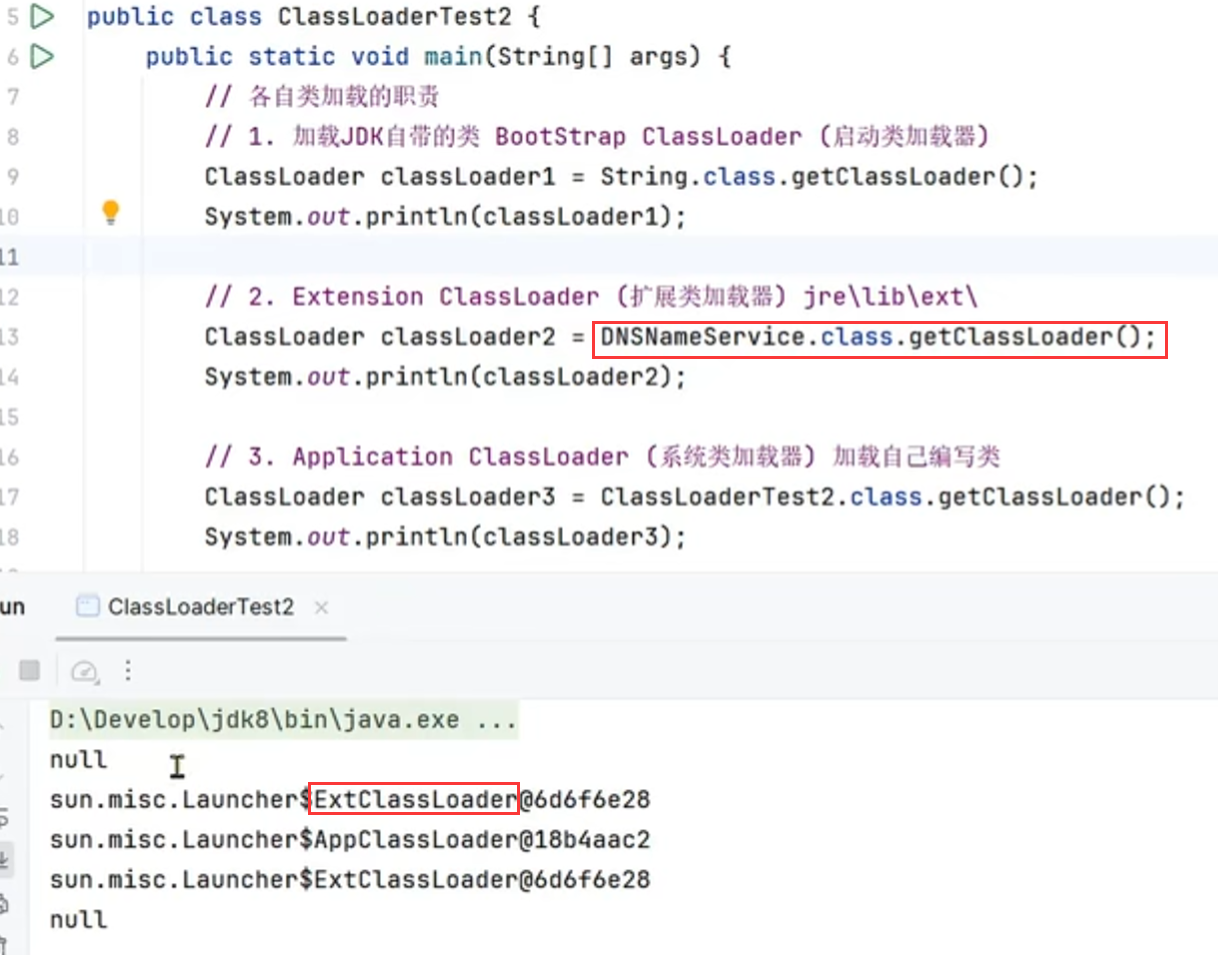 5 public class ClassLoaderTest2 {
6 public static void main(String[] args) {
7 // 各自类加载的职责
8 // 1. 加载JDK自带的类 BootStrap ClassLoader (启动类加载器)
9 ClassLoader classLoader1 = String.class.getClassLoader();
10 System.out.println(classLoader1);
11
12 // 2. Extension ClassLoader (扩展类加载器) jre\lib\ext\
13 ClassLoader classLoader2 = DNSNameService.class.getClassLoader();
14 System.out.println(classLoader2);
15
16 // 3. Application ClassLoader (系统类加载器) 加载自己编写类
17 ClassLoader classLoader3 = ClassLoaderTest2.class.getClassLoader();
18 System.out.println(classLoader3);
un ClassLoaderTest2
D:\Develop\jdk8\bin\java.exe ...
null
sun.misc.Launcher$ExtClassLoader@6d6f6e28
sun.misc.Launcher$AppClassLoader@18b4aac2
sun.misc.Launcher$ExtClassLoader@6d6f6e28
null